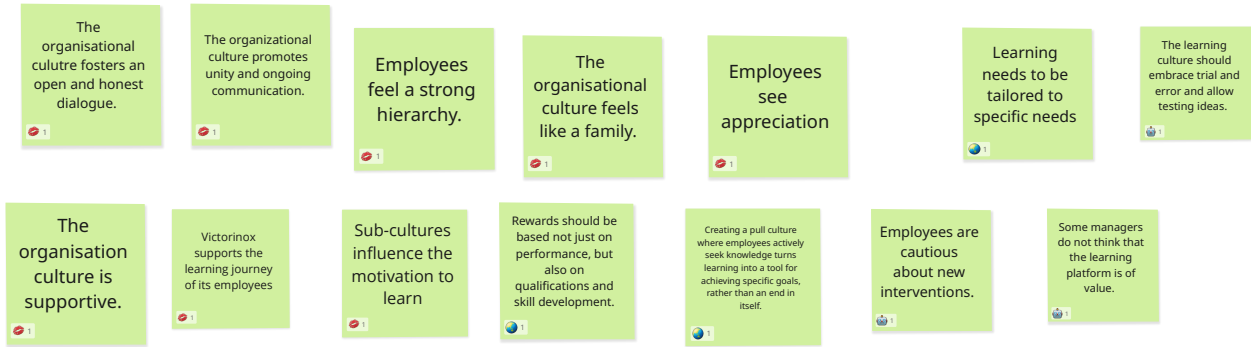 The
organisational
culutre fosters an
open and honest
dialogue.
1
The organizational
culture promotes
unity and ongoing
communication.
1
Employees
feel a strong
hierarchy.
1
The
organisational
culture feels
like a family.
1
Employees
see
appreciation
1
Learning
needs to be
tailored to
specific needs
1
The learning
culture should
embrace trial and
error and allow
testing ideas.
1
The
organisation
culture is
supportive.
1
Victorinox
supports the
learning journey
of its employees
1
Sub-cultures
influence the
motivation to
learn
1
Rewards should be
based not just on
performance, but
also on
qualifications and
skill development.
1
Creating a pull culture
where employees actively
seek knowledge turns
learning into a tool for
achieving specific goals,
rather than an end in
itself.
1
Employees are
cautious
about new
interventions.
1
Some managers
do not think that
the learning
platform is of
value.
1